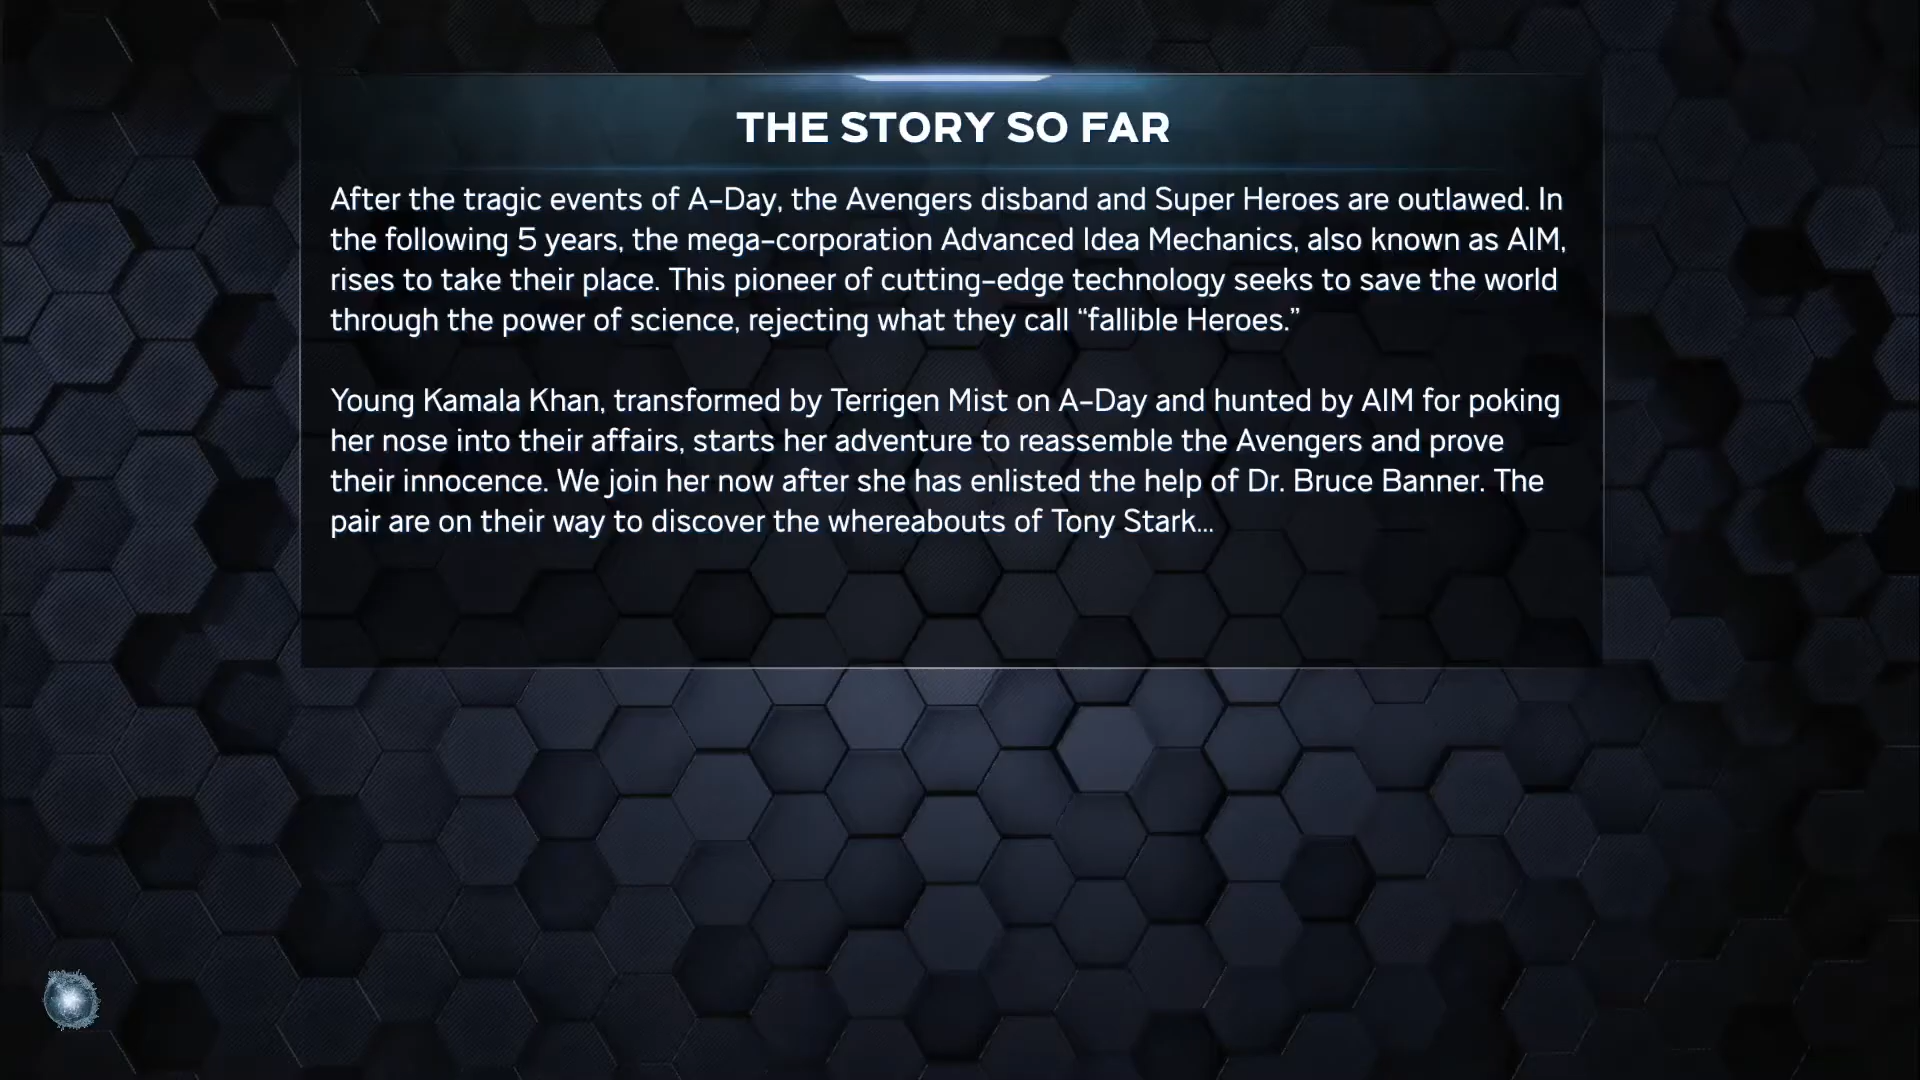 THE STORY SO FAR
After the tragic events of A-Day, the Avengers disband and Super Heroes are outlawed. In
the following 5 years, the mega-corporation Advanced Idea Mechanics, also known as AIM,
rises to take their place. This pioneer of cutting-edge technology seeks to save the world
through the power of science, rejecting what they call “fallible Heroes.”
Young Kamala Khan, transformed by Terrigen Mist on A-Day and hunted by AIM for poking
her nose into their affairs, starts her adventure to reassemble the Avengers and prove
their innocence. We join her now after she has enlisted the help of Dr. Bruce Banner. The
pair are on their way to discover the whereabouts of Tony Stark...